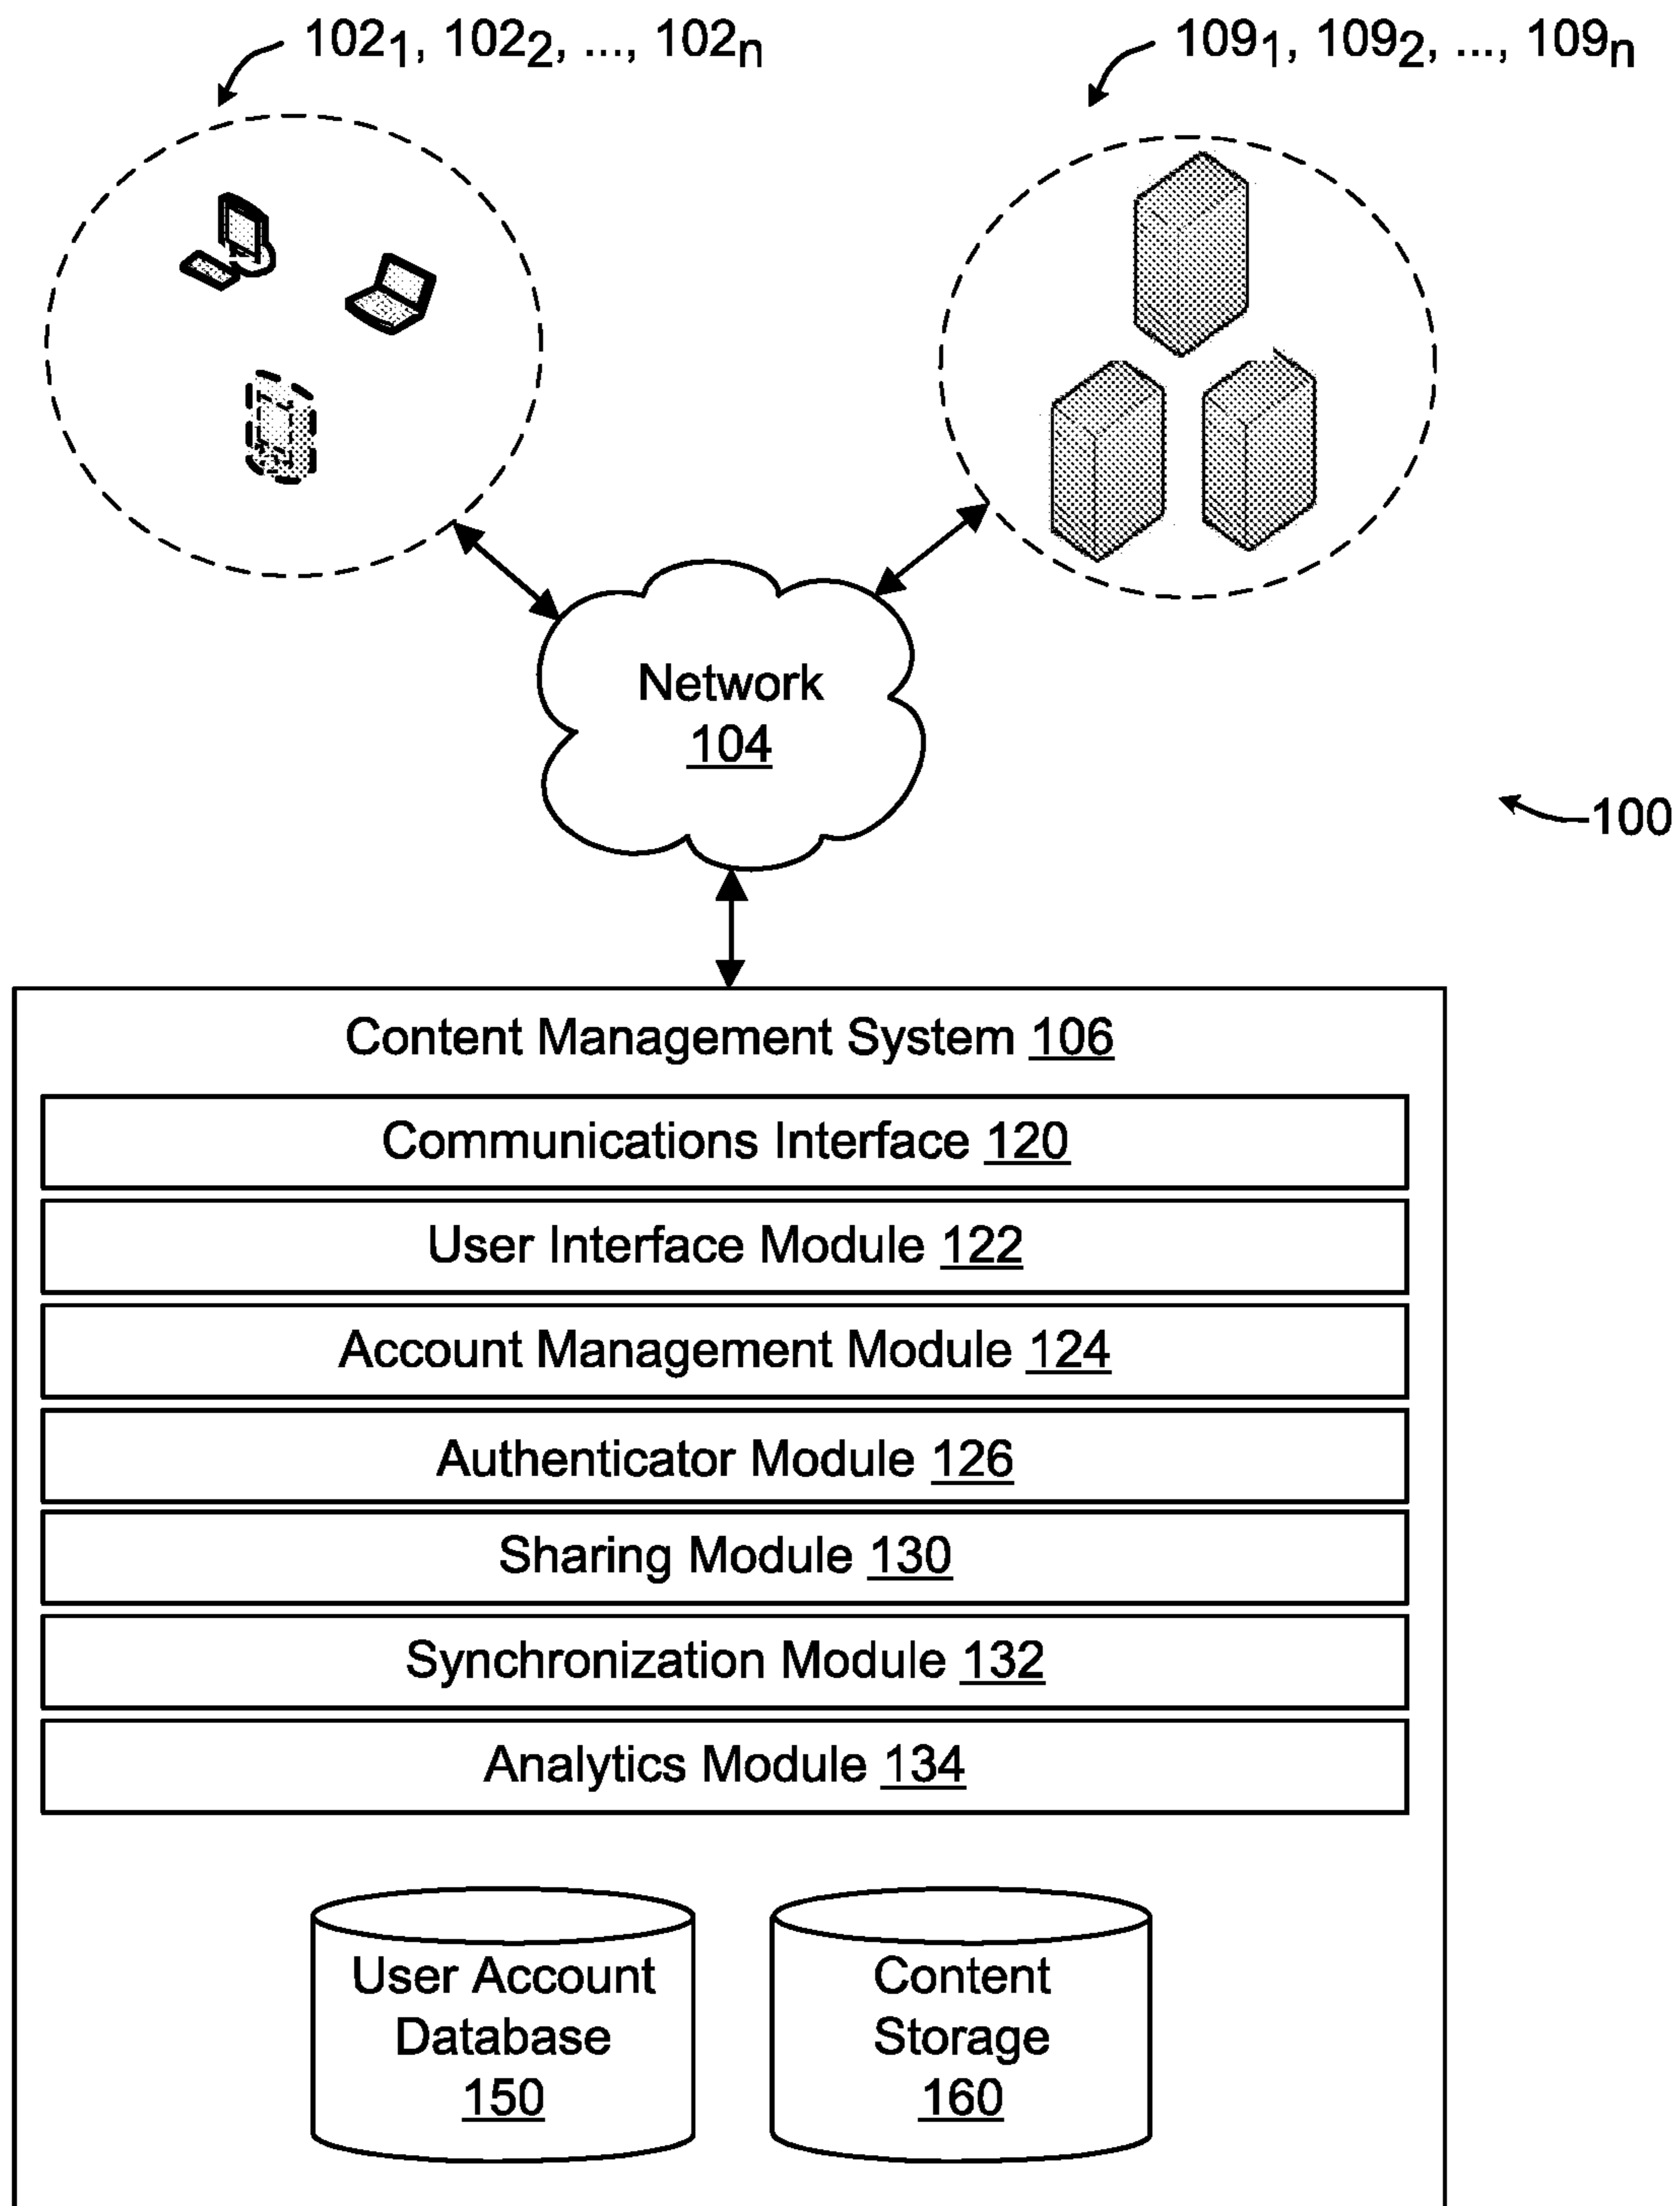 102₁, 102₂, ..., 102ₙ
109₁, 109₂, ..., 109ₙ
Network
104
100
Content Management System 106
Communications Interface 120
User Interface Module 122
Account Management Module 124
Authenticator Module 126
Sharing Module 130
Synchronization Module 132
Analytics Module 134
User Account
Database
150
Content
Storage
160